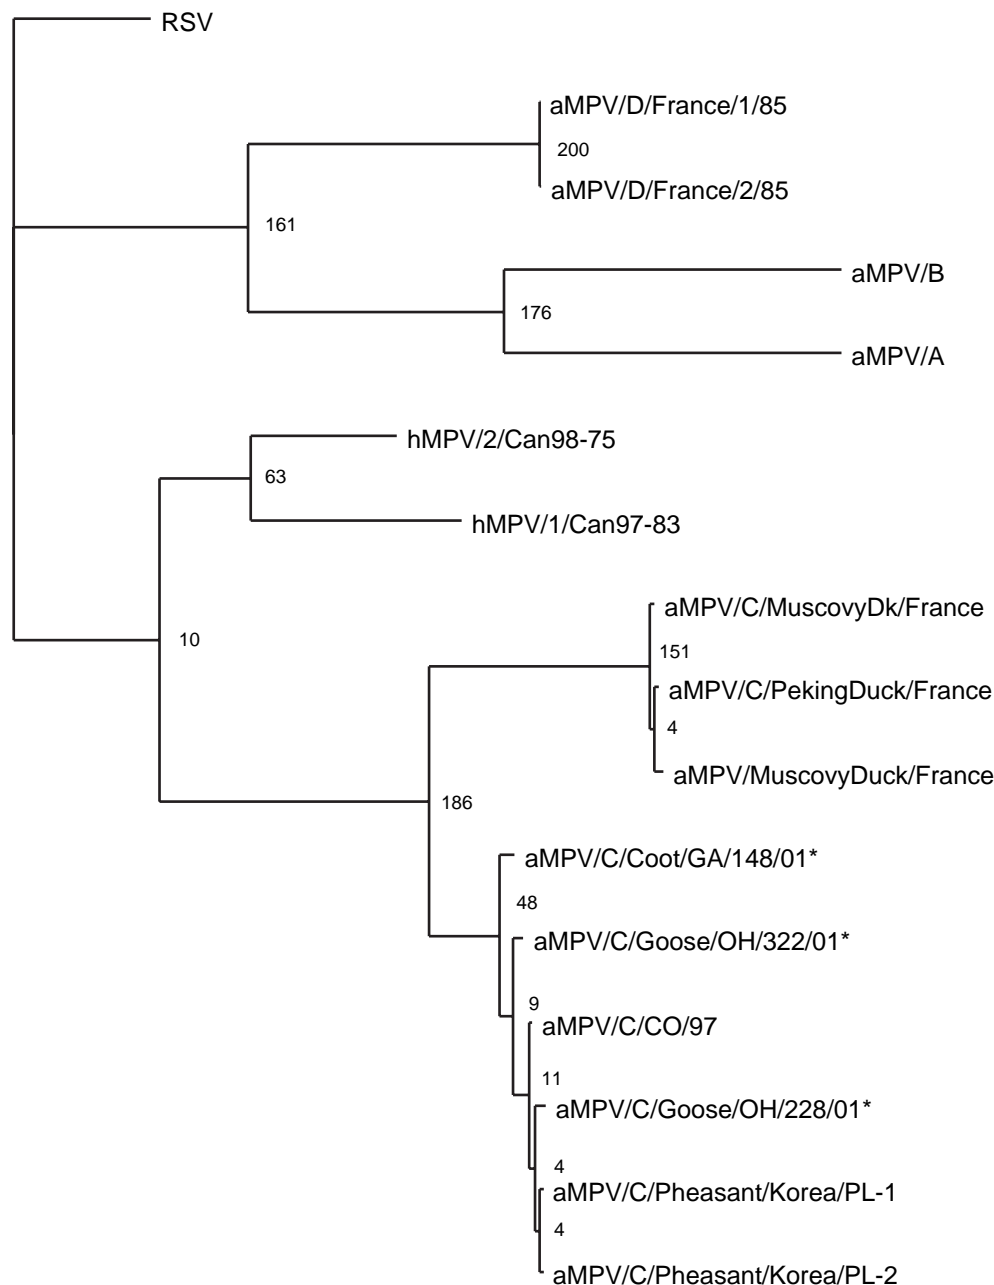 RSV
aMPV/D/France/1/85
200
aMPV/D/France/2/85
161
aMPV/B
176
aMPV/A
hMPV/2/Can98-75
63
hMPV/1/Can97-83
aMPV/C/MuscovyDk/France
10
151
aMPV/C/PekingDuck/France
4
aMPV/MuscovyDuck/France
186
aMPV/C/Coot/GA/148/01*
48
aMPV/C/Goose/OH/322/01*
9
aMPV/C/CO/97
11
aMPV/C/Goose/OH/228/01*
4
aMPV/C/Pheasant/Korea/PL-1
4
aMPV/C/Pheasant/Korea/PL-2